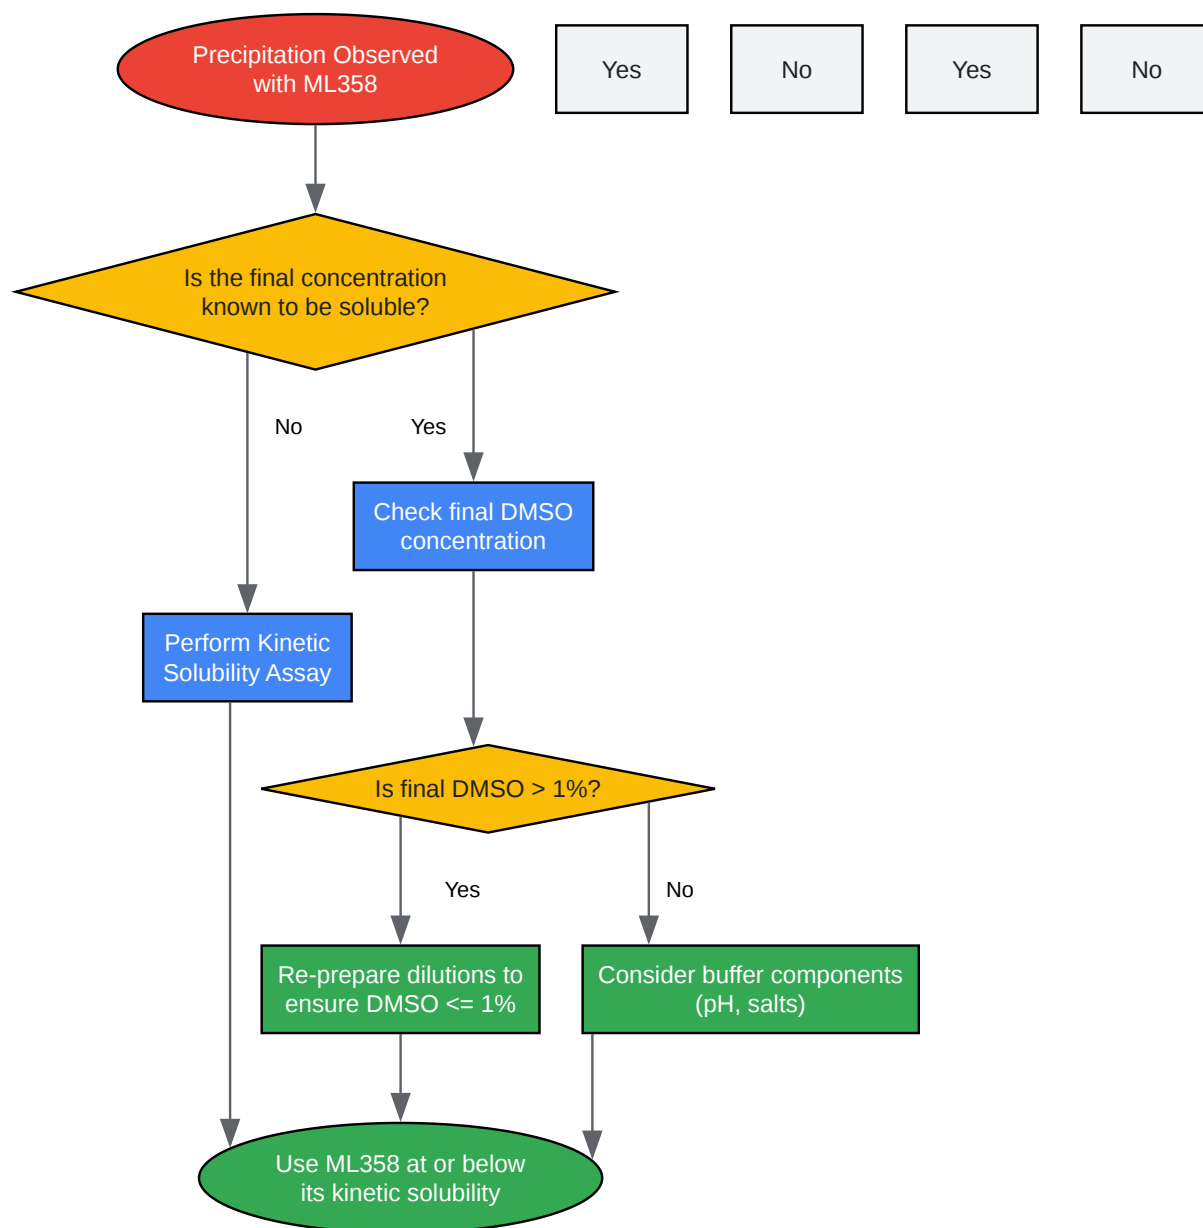 Precipitation Observed
with ML358
Yes
No
Yes
No
Is the final concentration
known to be soluble?
No
Yes
Check final DMSO
concentration
Perform Kinetic
Solubility Assay
Is final DMSO > 1%?
Yes
No
Re-prepare dilutions to
ensure DMSO <= 1%
Consider buffer components
(pH, salts)
Use ML358 at or below
its kinetic solubility